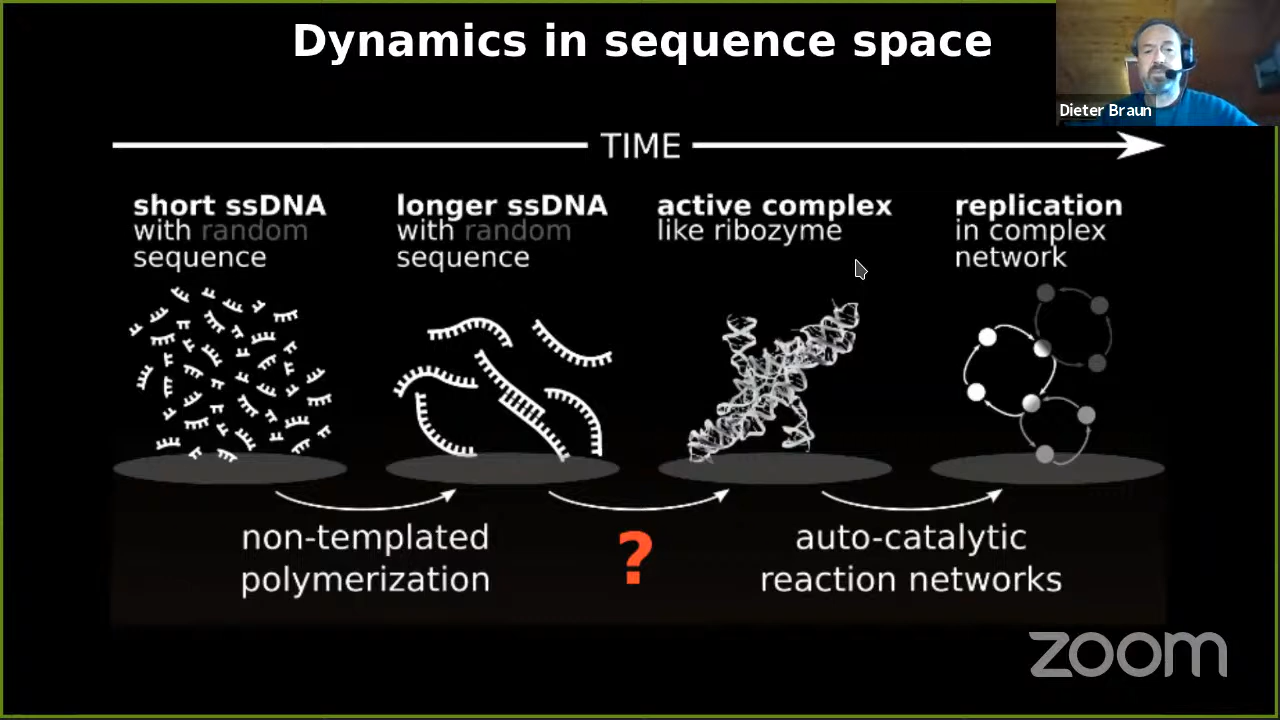 Dynamics in sequence space
Dieter Braun
TIME
short ssDNA
with random
sequence
longer ssDNA
with random
sequence
active complex
like ribozyme
replication
in complex
network
non-templated
polymerization
?
auto-catalytic
reaction networks
zoom